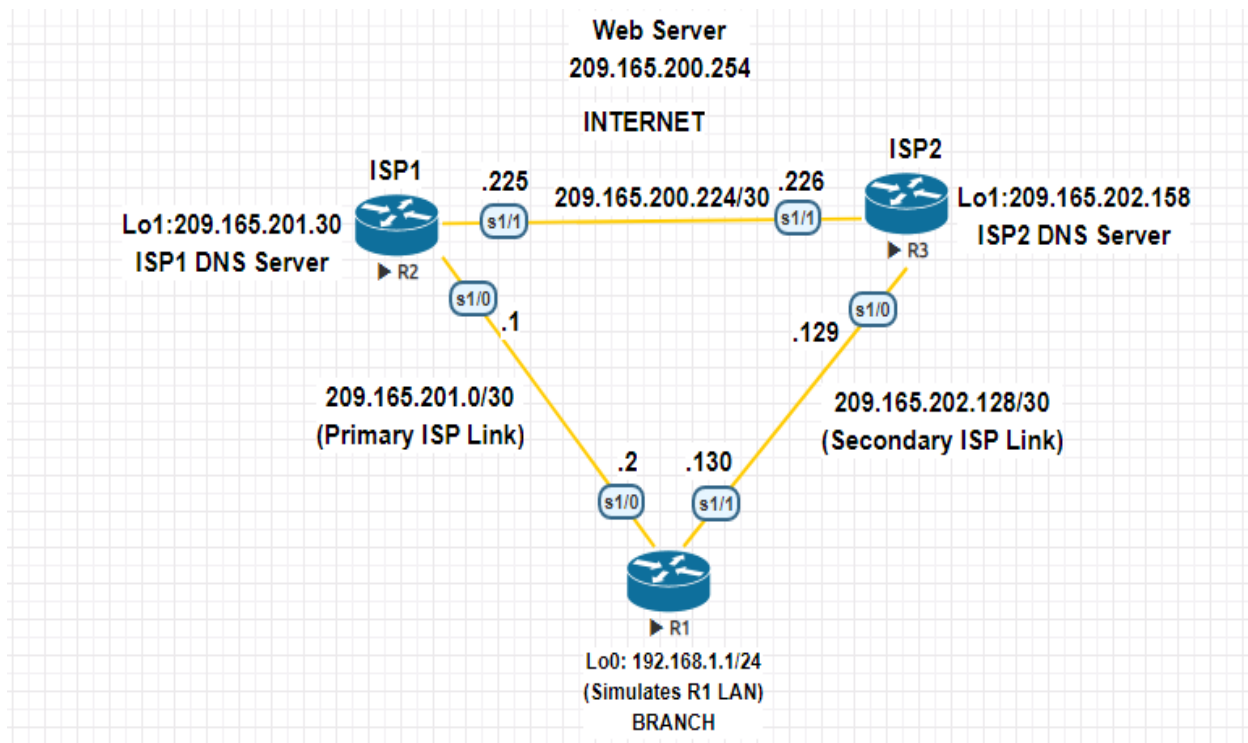 Web Server
209.165.200.254
INTERNET
ISP1
ISP2
.225
209.165.200.224/30
.226
Lo1:209.165.201.30
ISP1 DNS Server
s1/1
s1/1
Lo1:209.165.202.158
ISP2 DNS Server
R2
R3
s1/0
.1
s1/0
.129
209.165.201.0/30
(Primary ISP Link)
209.165.202.128/30
(Secondary ISP Link)
.2
.130
s1/0
s1/1
R1
Lo0: 192.168.1.1/24
(Simulates R1 LAN)
BRANCH